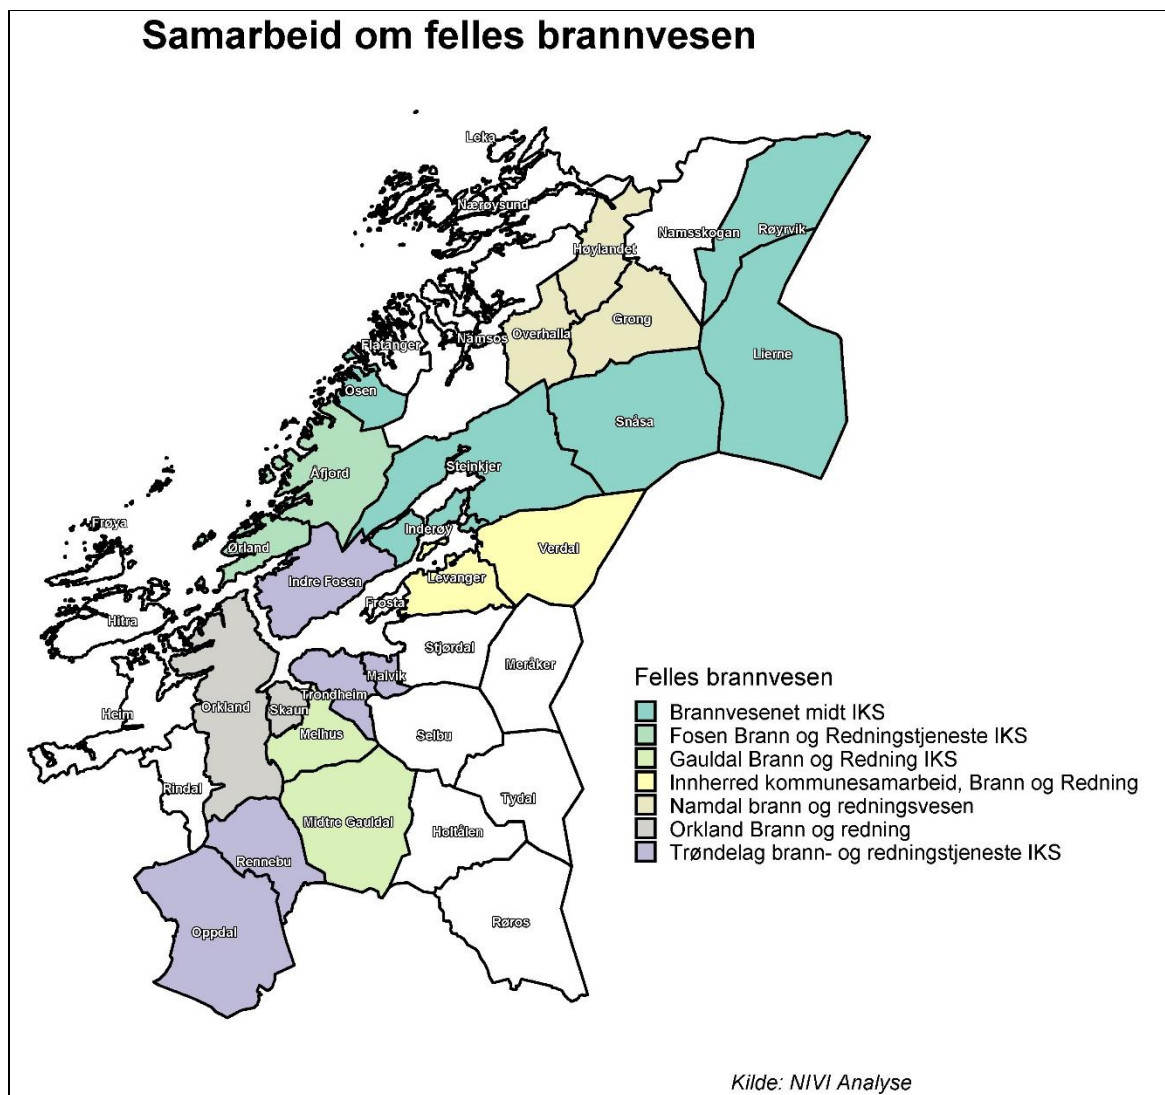 Samarbeid om felles brannvesen
Leka
Nærøysund
Namsskogan
Røyrvik
Høylandet
Grong
Overhalla
Namsos
Flatanger
Lierne
Osen
Snåsa
Steinkjer
Åfjord
Frøya
Inderøy
Verdal
Ørland
Indre Fosen
Levanger
Frosta
Hitra
Stjørdal
Meråker
Malvik
Trondheim
Orkland
Skaun
Heim
Melhus
Selbu
Rindal
Tydal
Midtre Gauldal
Holtålen
Rennebu
Røros
Oppdal
Felles brannvesen
Brannvesenet midt IKS
Fosen Brann og Redningstjeneste IKS
Gauldal Brann og Redning IKS
Innherred kommunesamarbeid, Brann og Redning
Namdal brann og redningsvesen
Orkland Brann og redning
Trøndelag brann- og redningstjeneste IKS
Kilde: NIVI Analyse